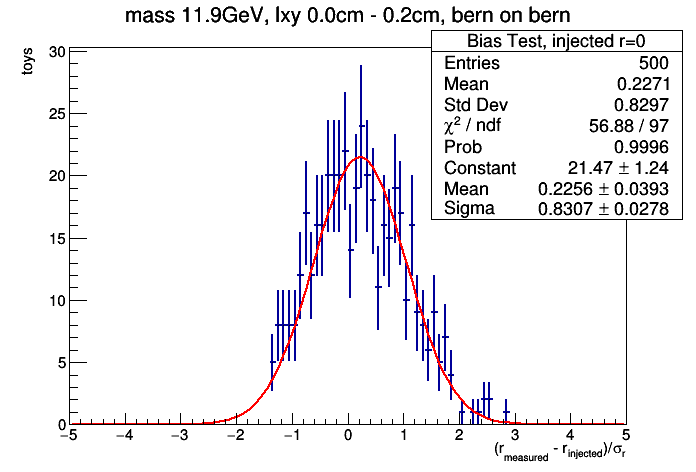 mass 11.9GeV, lxy 0.0cm - 0.2cm, bern on bern
Bias Test, injected r=0
Entries 500
Mean 0.2271
Std Dev 0.8297
χ² / ndf 56.88 / 97
Prob 0.9996
Constant 21.47 ± 1.24
Mean 0.2256 ± 0.0393
Sigma 0.8307 ± 0.0278
toys
30
25
20
15
10
5
0
−5 −4 −3 −2 −1 0 1 2 3 4 5
(r_measured - r_injected)/σ_r